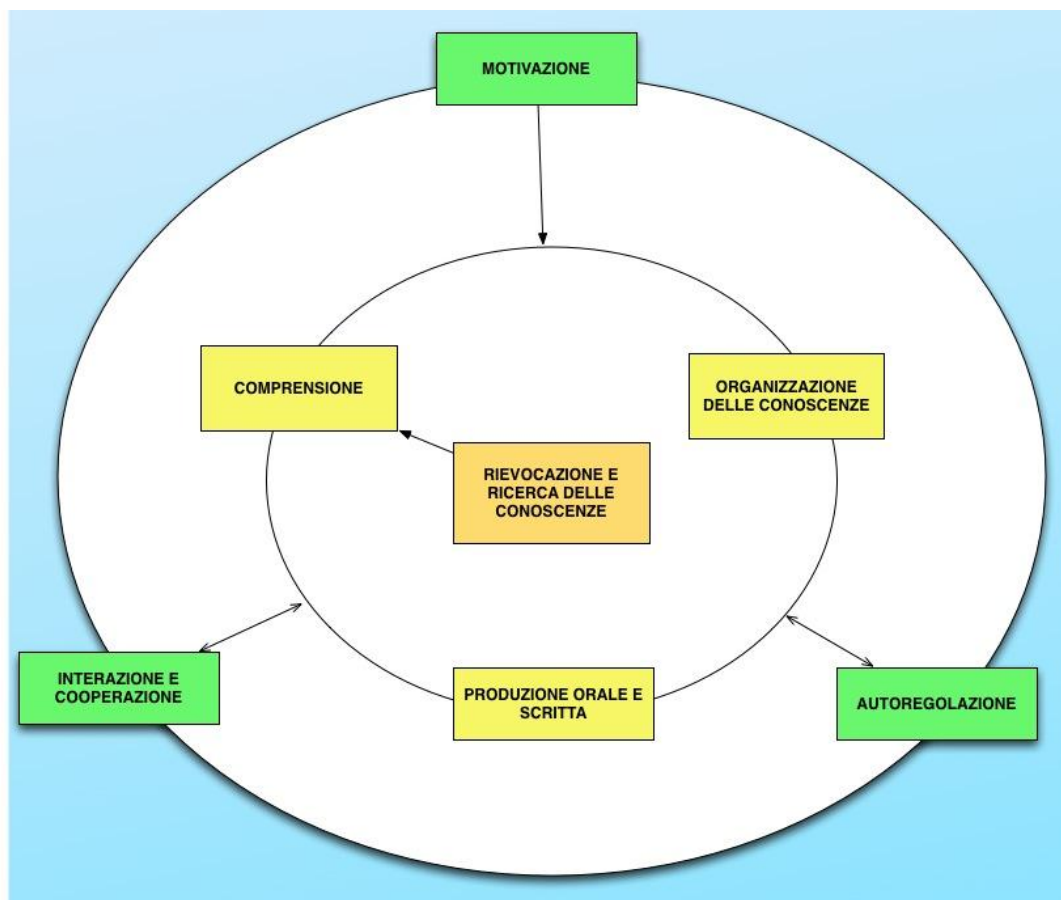 MOTIVAZIONE
COMPRENSIONE
ORGANIZZAZIONE
DELLE CONOSCENZE
RIEVOCAZIONE E
RICERCA DELLE
CONOSCENZE
INTERAZIONE E
COOPERAZIONE
PRODUZIONE ORALE E
SCRITTA
AUTOREGOLAZIONE